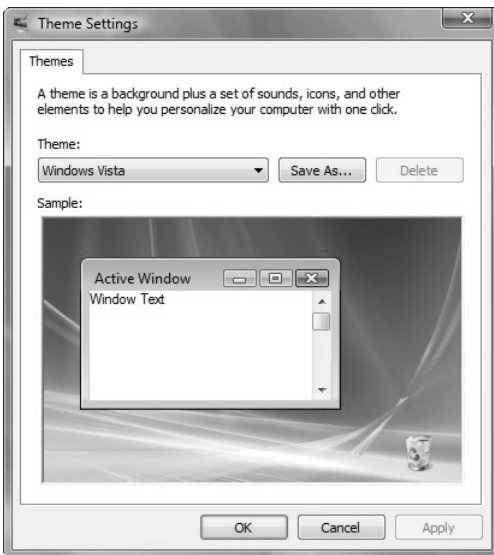 Theme Settings
Themes
A theme is a background plus a set of sounds, icons, and other
elements to help you personalize your computer with one click.
Theme:
Windows Vista
Save As...
Delete
Sample:
Active Window
Window Text
OK
Cancel
Apply